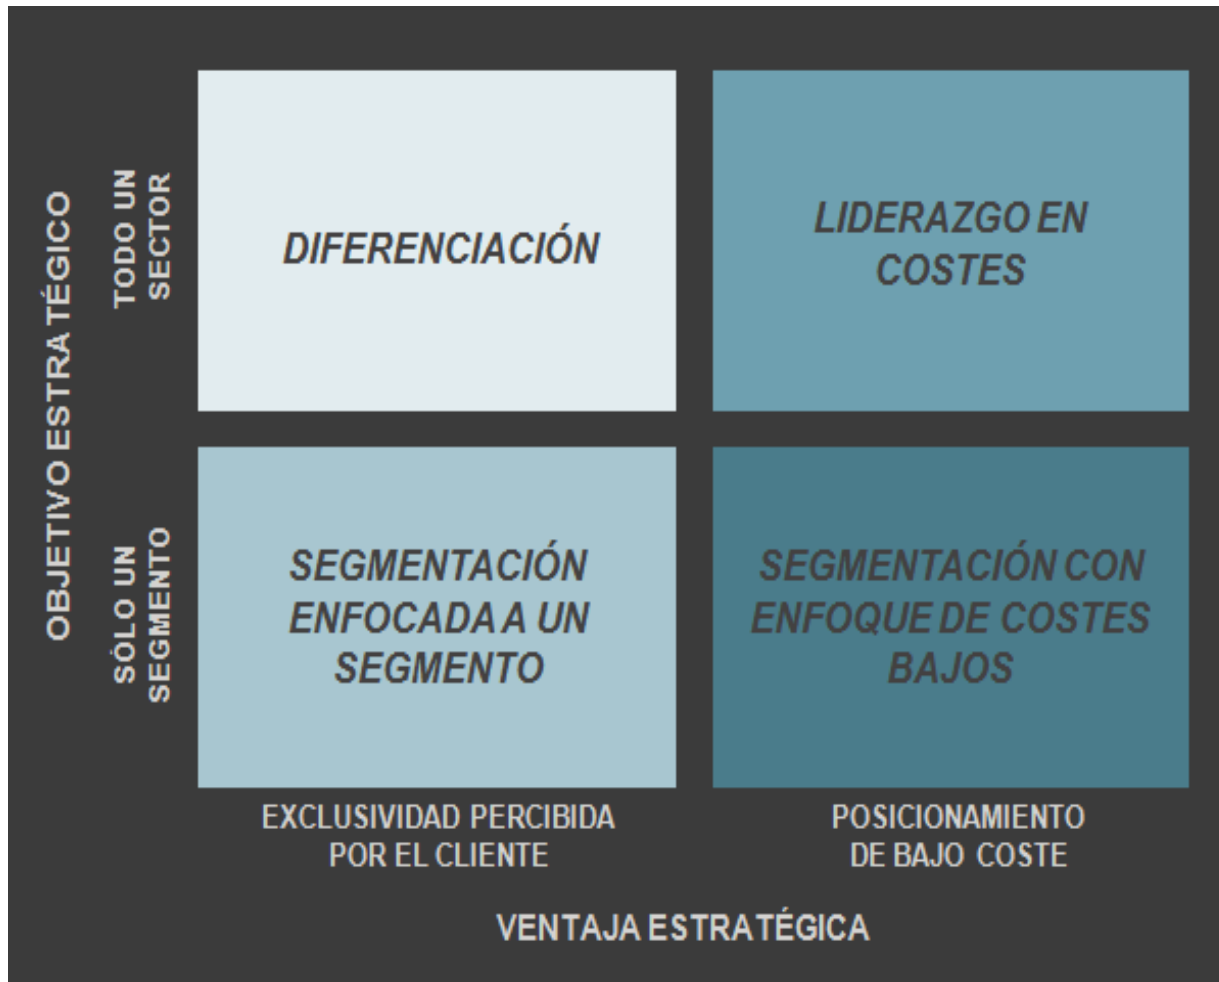 OBJETIVO ESTRATÉGICO
TODO UN
SECTOR
DIFERENCIACIÓN
LIDERAZGO EN
COSTES
SÓLO UN
SEGMENTO
SEGMENTACIÓN
ENFOCADA A UN
SEGMENTO
SEGMENTACIÓN CON
ENFOQUE DE COSTES
BAJOS
EXCLUSIVIDAD PERCIBIDA
POR EL CLIENTE
POSICIONAMIENTO
DE BAJO COSTE
VENTAJA ESTRATÉGICA